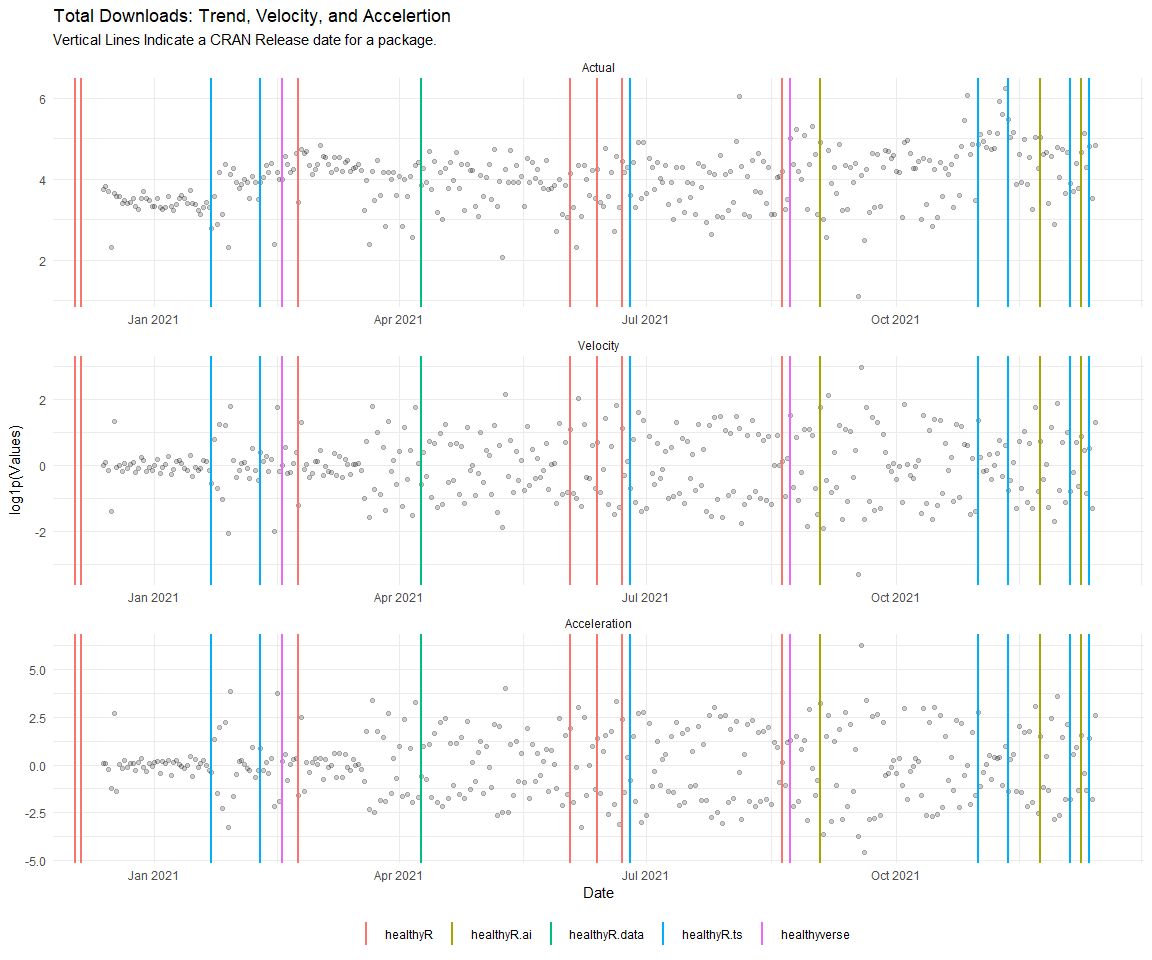 Total Downloads: Trend, Velocity, and Accelertion
Vertical Lines Indicate a CRAN Release date for a package.
Actual
6
4
2
Jan 2021 Apr 2021 Jul 2021 Oct 2021
Velocity
2
0
-2
Jan 2021 Apr 2021 Jul 2021 Oct 2021
log1p(Values)
Acceleration
5.0
2.5
0.0
-2.5
-5.0
Jan 2021 Apr 2021 Jul 2021 Oct 2021
Date
healthyR healthyR.ai healthyR.data healthyR.ts healthyverse